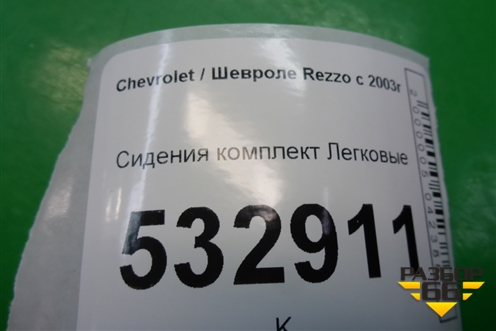 Chevrolet / Шевроле Rezzo с 2003г
Сидения комплект Легковые
532911
К
РАЗБОР
66